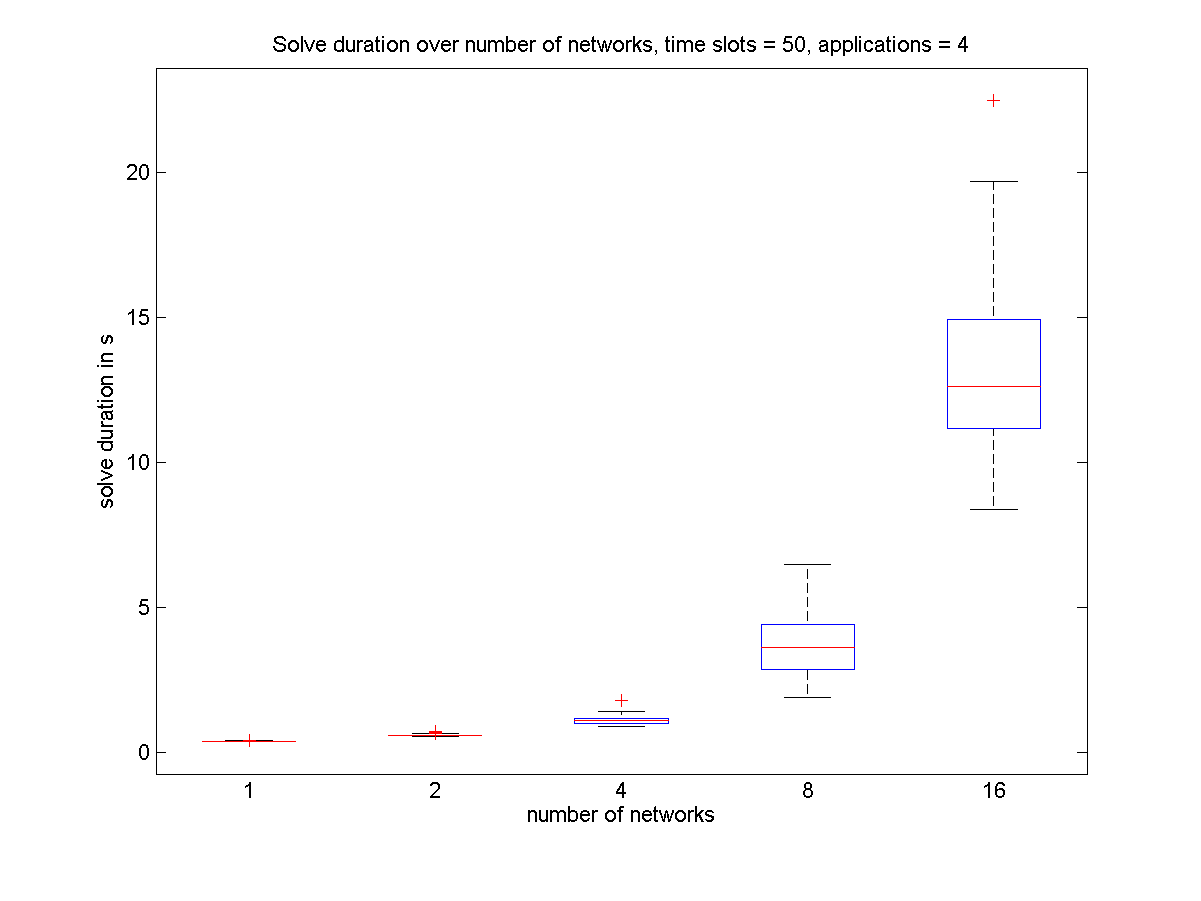 Solve duration over number of networks, time slots = 50, applications = 4
20
15
10
5
0
solve duration in s
1 2 4 8 16
number of networks